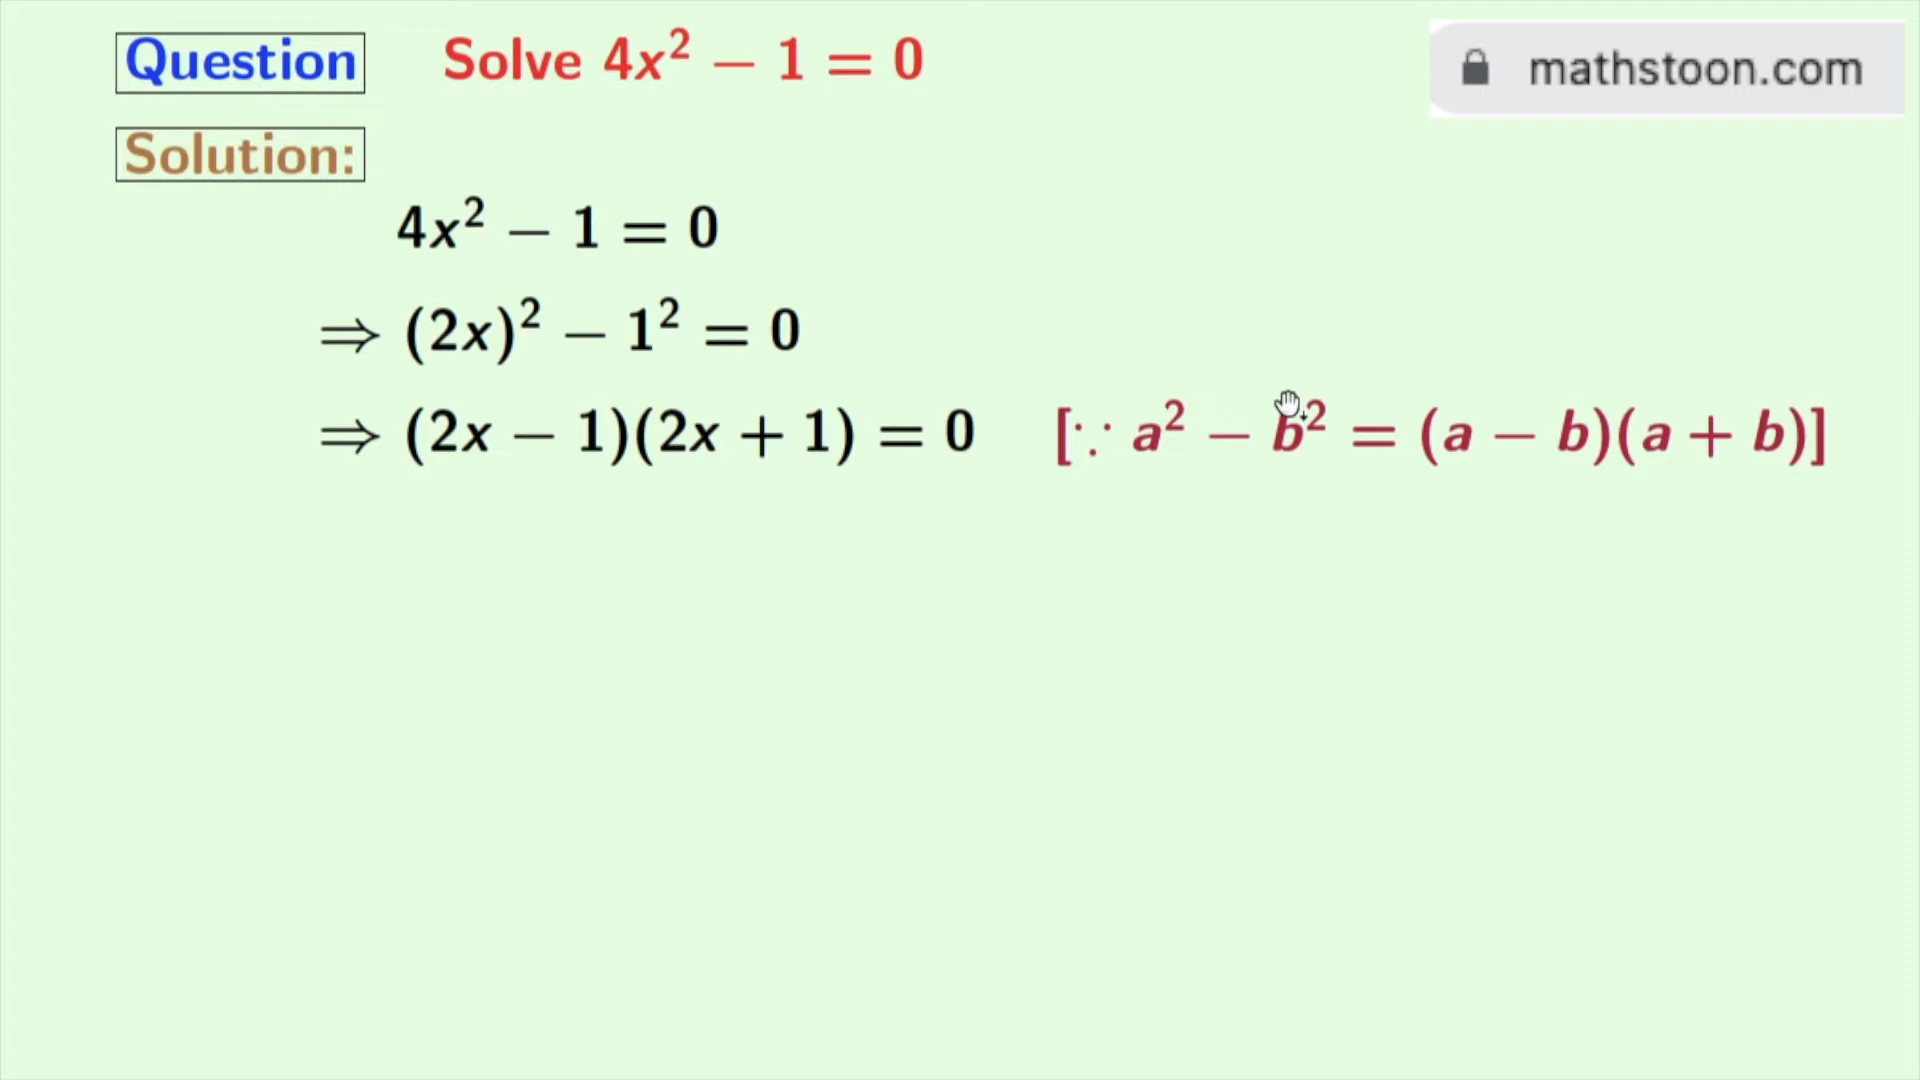 Question Solve 4x² − 1 = 0
mathstoon.com
Solution:
4x² − 1 = 0
⇒ (2x)² − 1² = 0
⇒ (2x − 1)(2x + 1) = 0 [∵ a² − b² = (a − b)(a + b)]